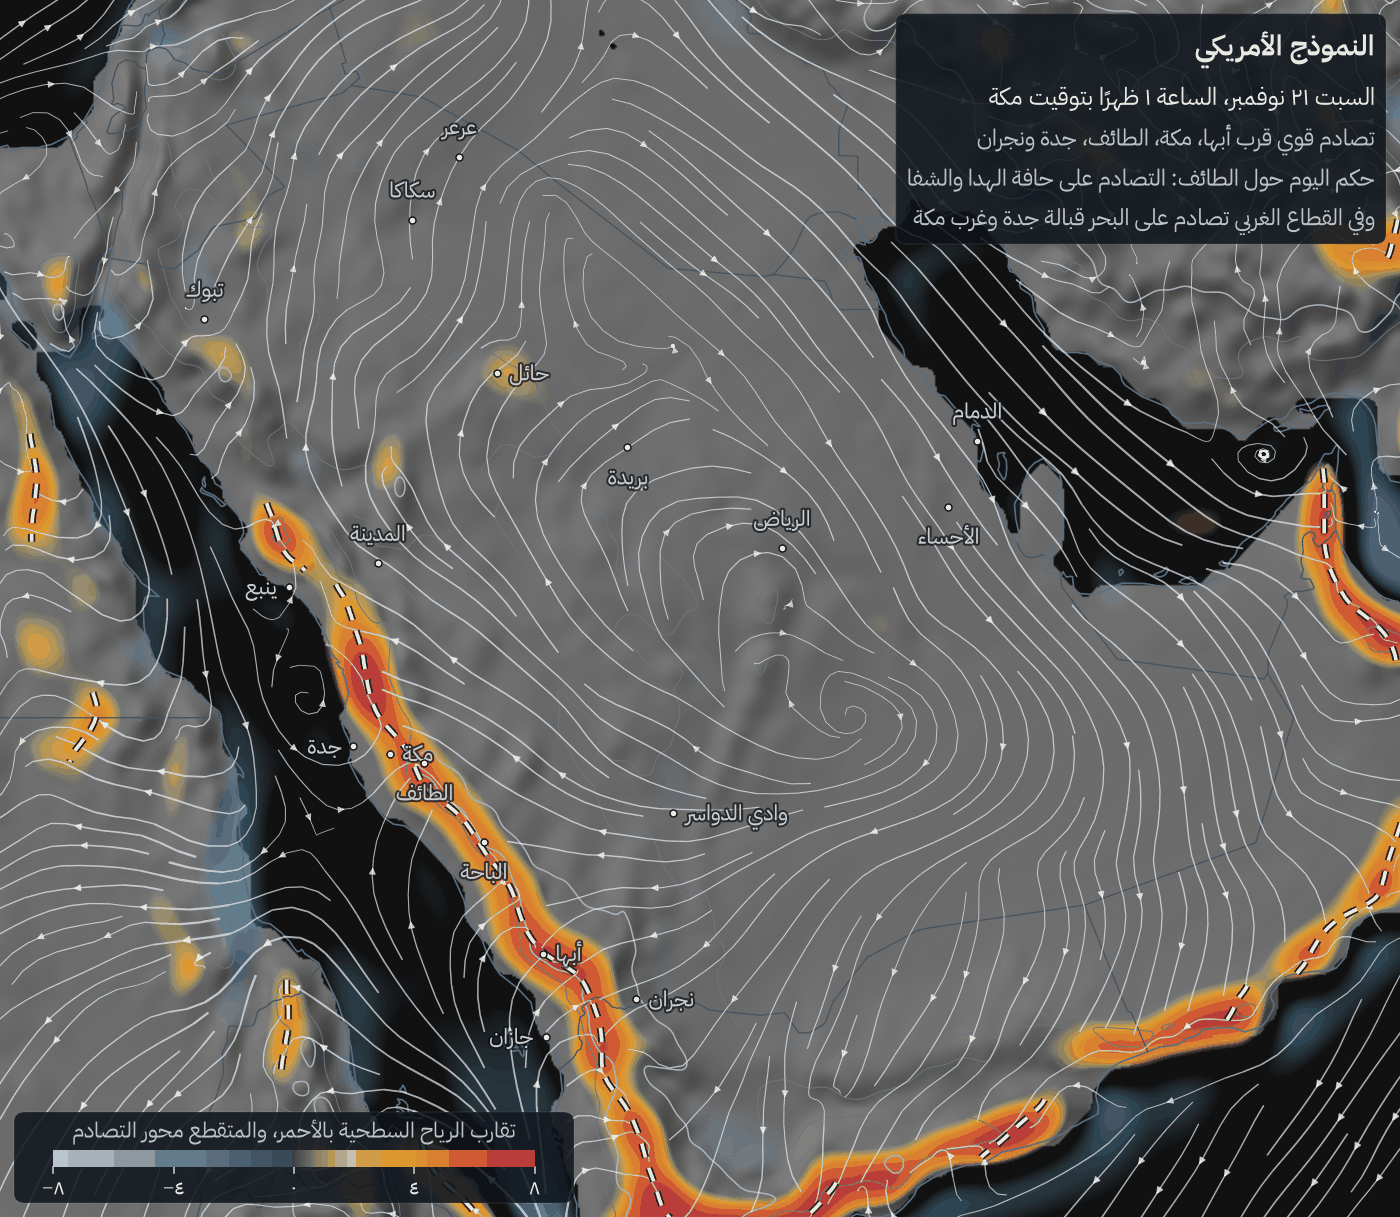 النموذج الأمريكي
السبت ٢١ نوفمبر، الساعة ١ ظهرًا بتوقيت مكة
تصادم قوي قرب أبها، مكة، الطائف، جدة ونجران
حكم اليوم حول الطائف: التصادم على حافة الهدا والشفا
وفي القطاع الغربي تصادم على البحر قبالة جدة وغرب مكة
عرعر
سكاكا
تبوك
حائل
الدمام
بريدة
الرياض
المدينة
الأحساء
ينبع
جدة
مكة
الطائف
وادي الدواسر
الباحة
أبها
نجران
جازان
تقارب الرياح السطحية بالأحمر، والمتقطع محور التصادم
−٨ −٤ ٠ ٤ ٨